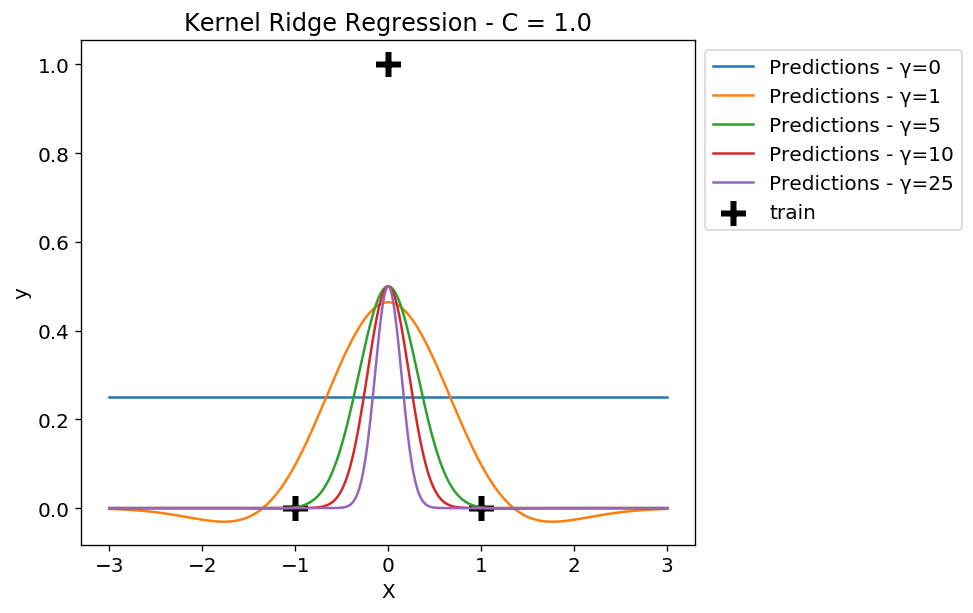 Kernel Ridge Regression - C = 1.0
1.0
0.8
0.6
0.4
0.2
0.0
y
−3
−2
−1
0
1
2
3
X
Predictions - γ=0
Predictions - γ=1
Predictions - γ=5
Predictions - γ=10
Predictions - γ=25
train